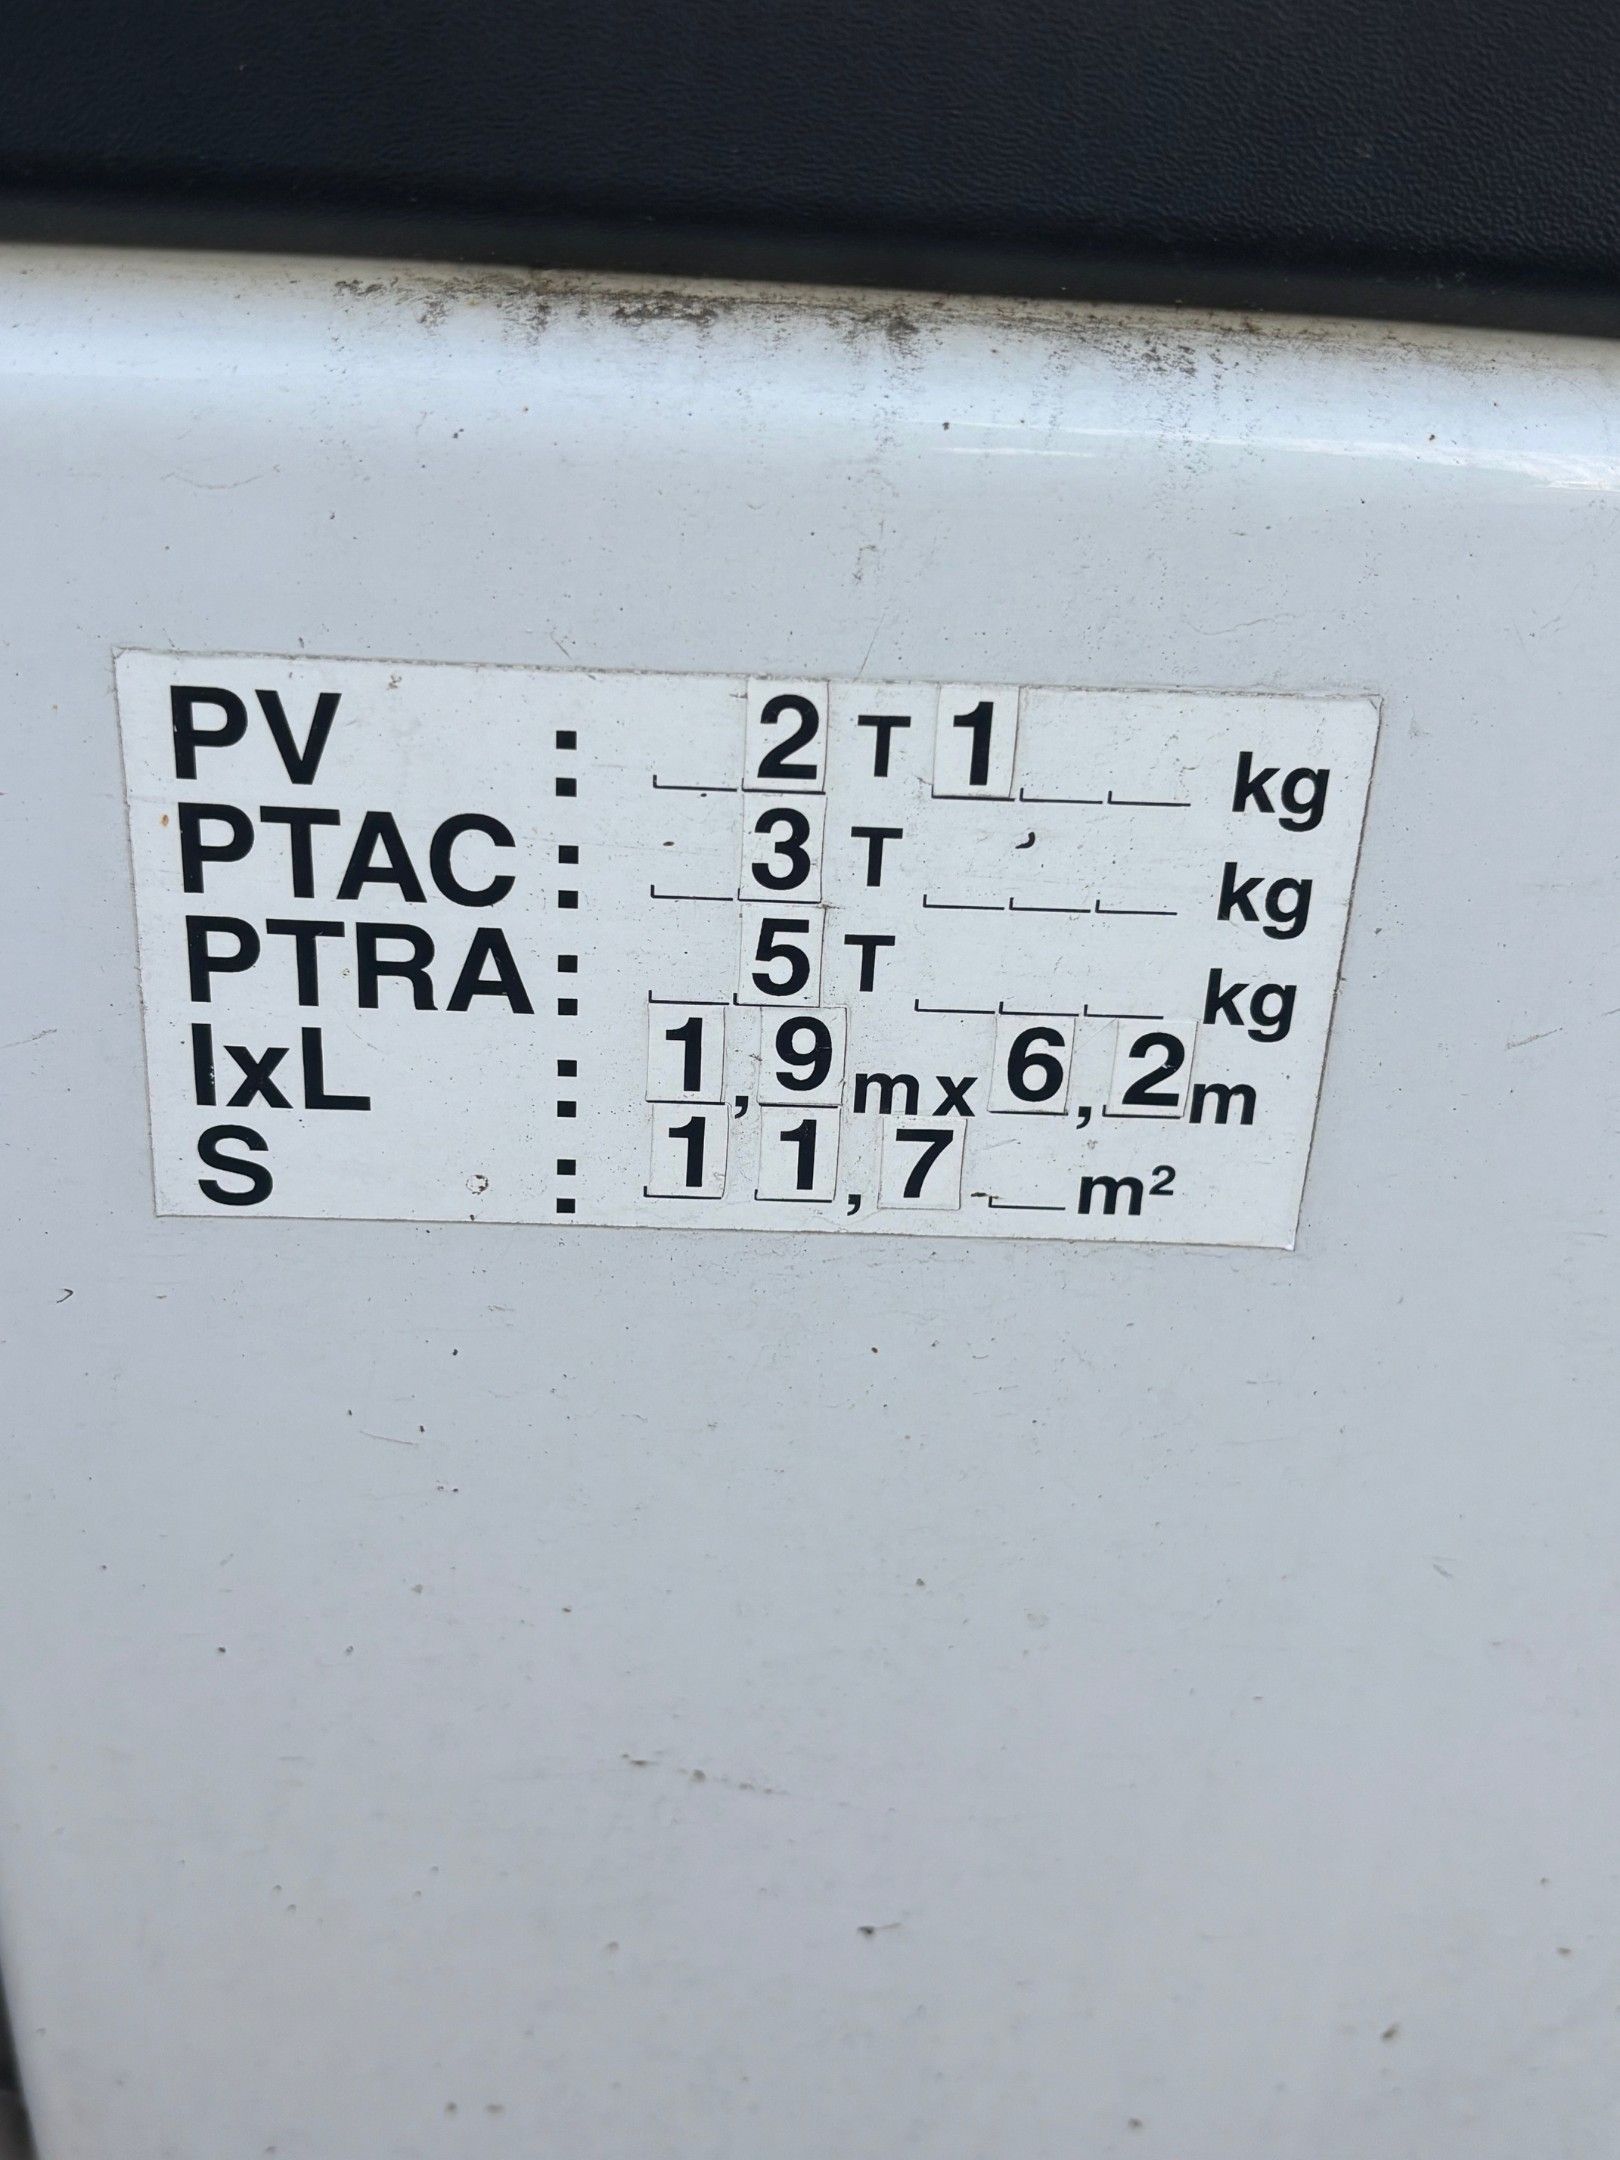 PV : 2 T 1 kg
PTAC : 3 T kg
PTRA : 5 T kg
lxL : 1,9 m x 6,2 m
S : 11,7 m²